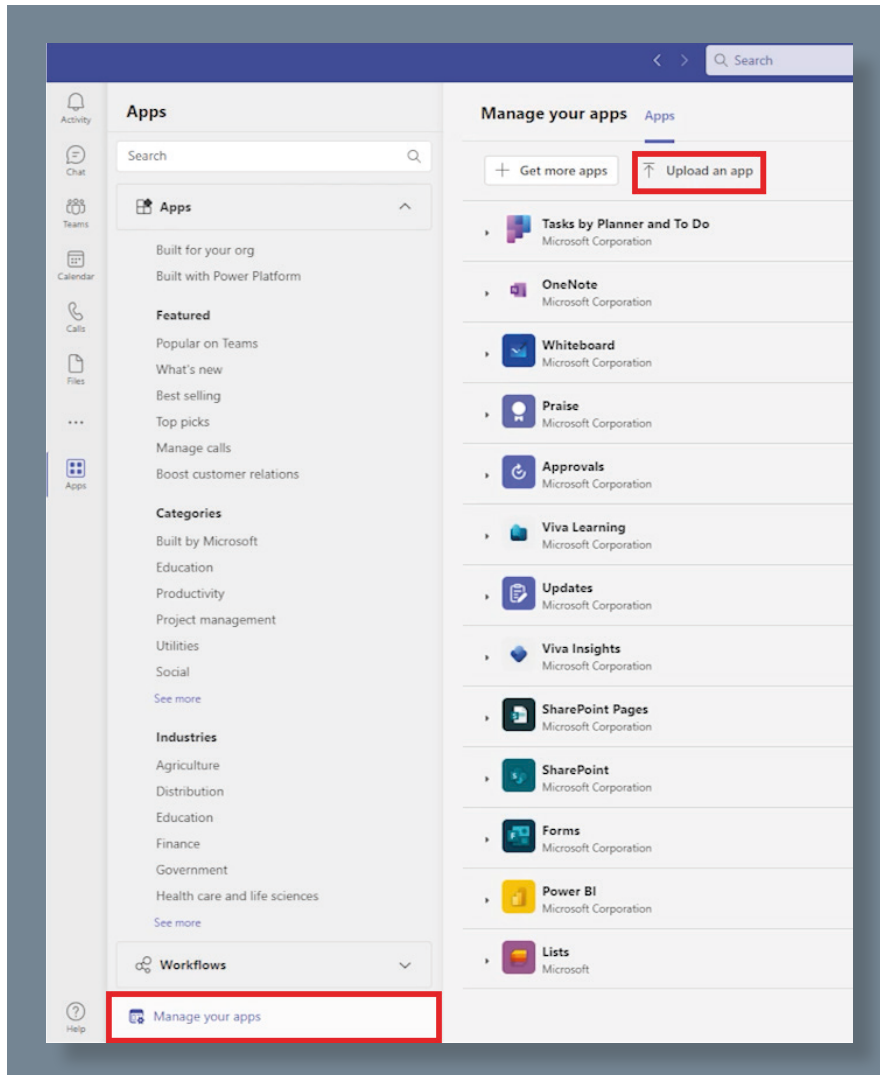 Search
Activity
Chat
Teams
Calendar
Calls
Files
...
Apps
Help
Apps
Search
Apps
Built for your org
Built with Power Platform
Featured
Popular on Teams
What's new
Best selling
Top picks
Manage calls
Boost customer relations
Categories
Built by Microsoft
Education
Productivity
Project management
Utilities
Social
See more
Industries
Agriculture
Distribution
Education
Finance
Government
Health care and life sciences
See more
Workflows
Manage your apps
Manage your apps Apps
Get more apps Upload an app
Tasks by Planner and To Do
Microsoft Corporation
OneNote
Microsoft Corporation
Whiteboard
Microsoft Corporation
Praise
Microsoft Corporation
Approvals
Microsoft Corporation
Viva Learning
Microsoft Corporation
Updates
Microsoft Corporation
Viva Insights
Microsoft Corporation
SharePoint Pages
Microsoft Corporation
SharePoint
Microsoft Corporation
Forms
Microsoft Corporation
Power BI
Microsoft Corporation
Lists
Microsoft